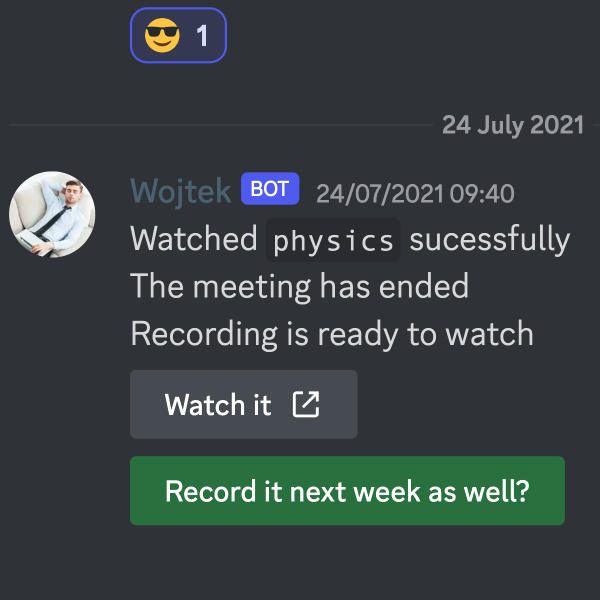 1
24 July 2021
Wojtek BOT 24/07/2021 09:40
Watched physics sucessfully
The meeting has ended
Recording is ready to watch
Watch it
Record it next week as well?